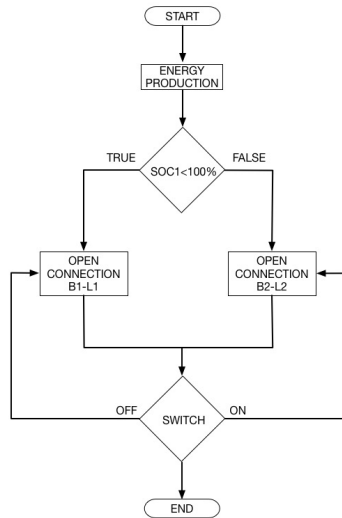 START
ENERGY
PRODUCTION
TRUE
SOC1<100%
FALSE
OPEN
CONNECTION
B1-L1
OPEN
CONNECTION
B2-L2
OFF
SWITCH
ON
END